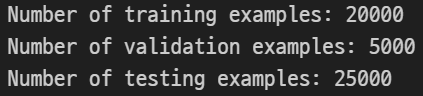 Number of training examples: 20000
Number of validation examples: 5000
Number of testing examples: 25000